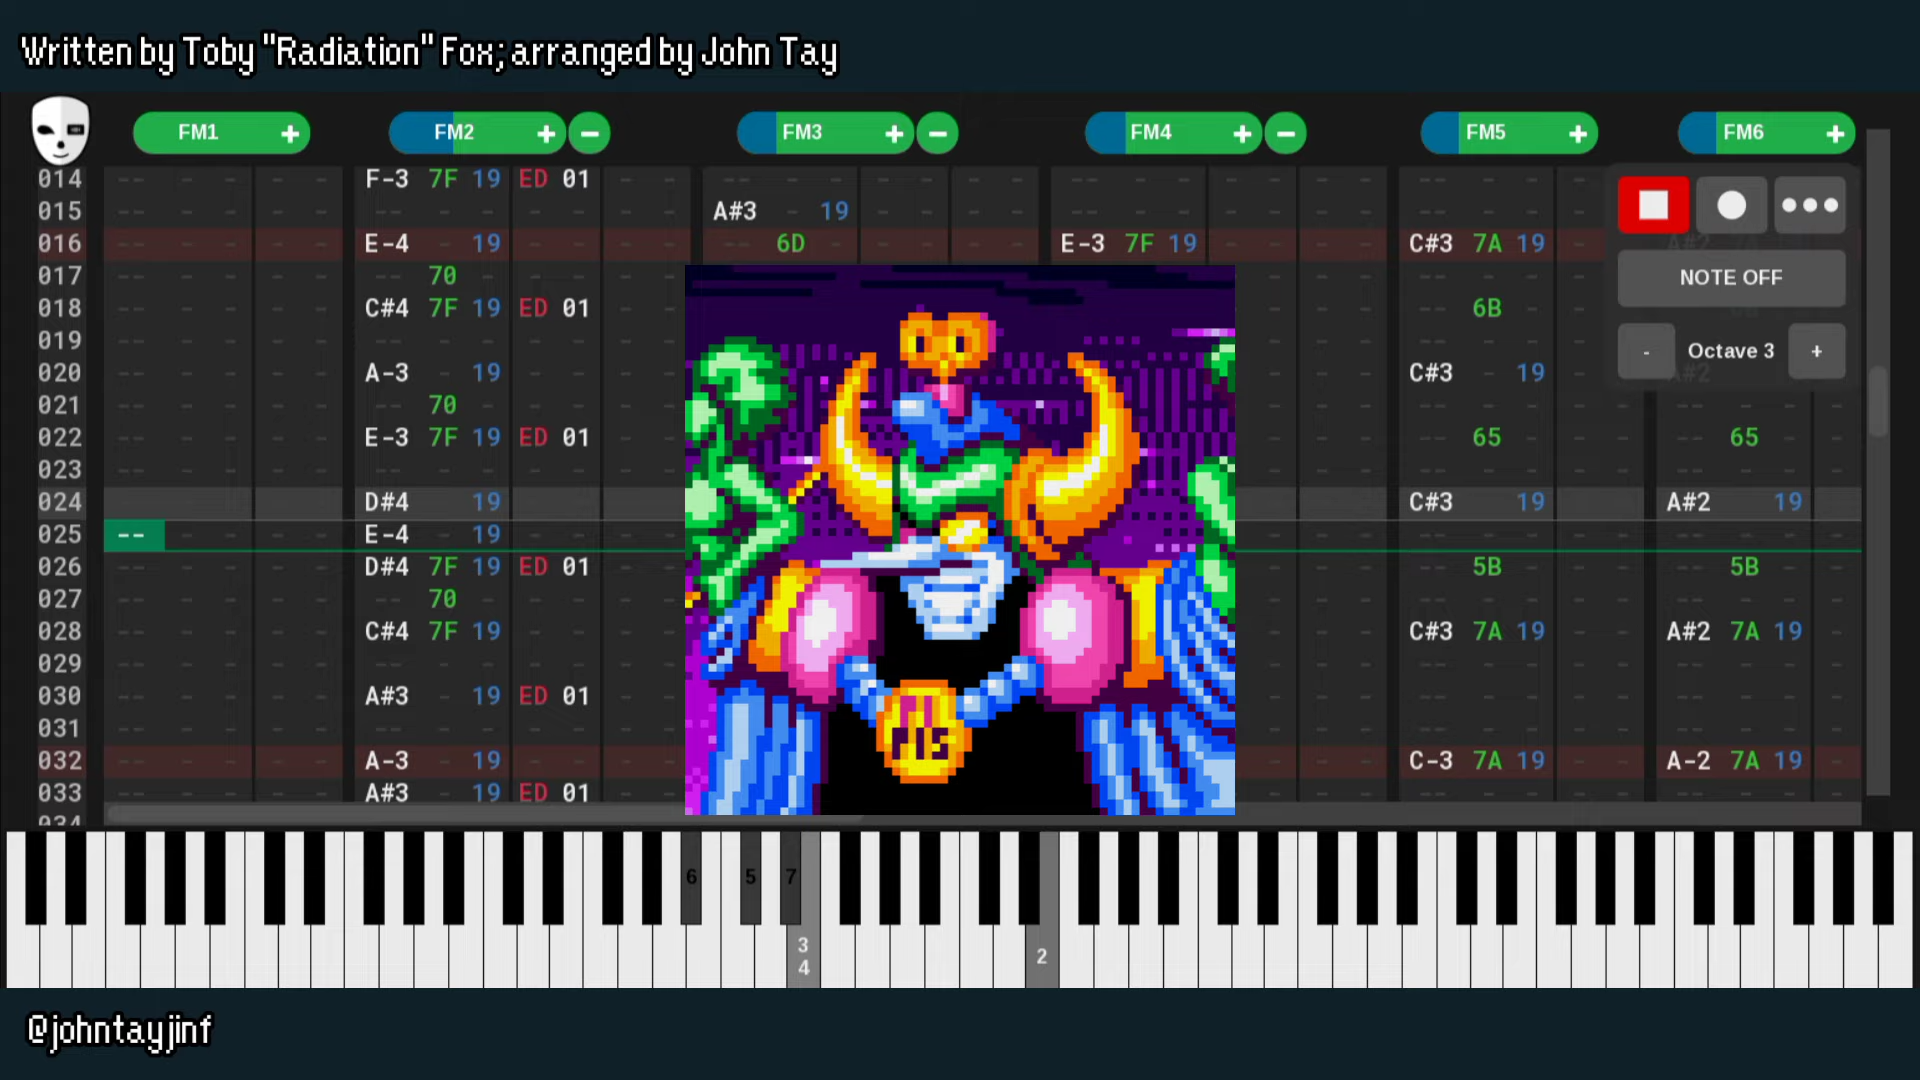 Written by Toby "Radiation" Fox; arranged by John Tay
FM1 + FM2 + − FM3 + − FM4 + − FM5 + FM6 +
014 F-3 7F 19 ED 01
015 A#3 19
016 E-4 19 6D E-3 7F 19 C#3 7A 19
017 70
NOTE OFF
018 C#4 7F 19 ED 01 6B
019
- Octave 3 +
020 A-3 19 C#3 19
021 70
022 E-3 7F 19 ED 01 65 65
023
024 D#4 19 C#3 19 A#2 19
025 -- E-4 19
026 D#4 7F 19 ED 01 5B 5B
027 70
028 C#4 7F 19 C#3 7A 19 A#2 7A 19
029
030 A#3 19 ED 01
031
032 A-3 19 C-3 7A 19 A-2 7A 19
033 A#3 19 ED 01
034
PIS
6 5 7
3
4
2
@johntayjinf